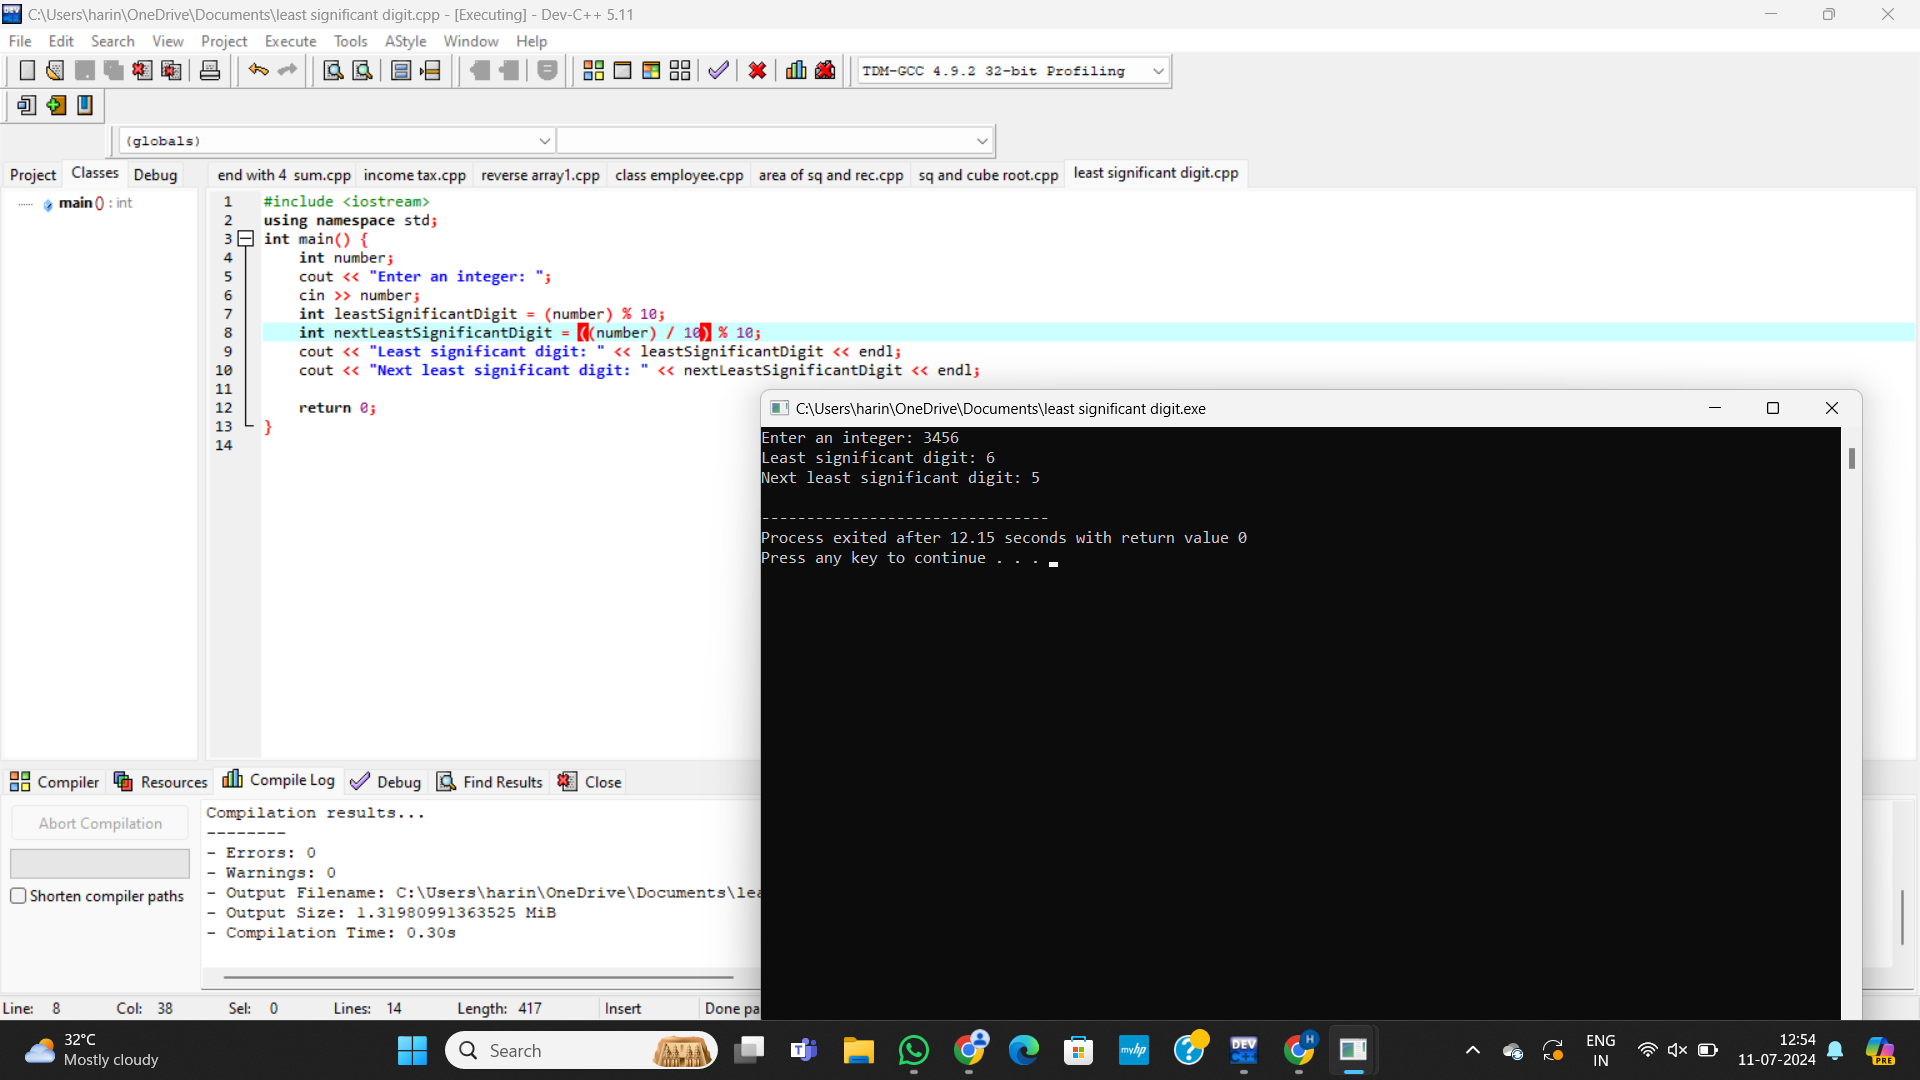 C:\Users\harin\OneDrive\Documents\least significant digit.cpp - [Executing] - Dev-C++ 5.11
File Edit Search View Project Execute Tools AStyle Window Help
TDM-GCC 4.9.2 32-bit Profiling
(globals)
Project Classes Debug
end with 4 sum.cpp income tax.cpp reverse array1.cpp class employee.cpp area of sq and rec.cpp sq and cube root.cpp least significant digit.cpp
main () : int
1 #include <iostream>
2 using namespace std;
3 int main() {
4 int number;
5 cout << "Enter an integer: ";
6 cin >> number;
7 int leastSignificantDigit = (number) % 10;
8 int nextLeastSignificantDigit = ((number) / 10) % 10;
9 cout << "Least significant digit: " << leastSignificantDigit << endl;
10 cout << "Next least significant digit: " << nextLeastSignificantDigit << endl;
11
12 return 0;
13 }
14
C:\Users\harin\OneDrive\Documents\least significant digit.exe
Enter an integer: 3456
Least significant digit: 6
Next least significant digit: 5
--------------------------------
Process exited after 12.15 seconds with return value 0
Press any key to continue . . .
Compiler Resources Compile Log Debug Find Results Close
Abort Compilation
Shorten compiler paths
Compilation results...
--------
- Errors: 0
- Warnings: 0
- Output Filename: C:\Users\harin\OneDrive\Documents\lea
- Output Size: 1.31980991363525 MiB
- Compilation Time: 0.30s
Line: 8 Col: 38 Sel: 0 Lines: 14 Length: 417 Insert Done pa
32°C
Mostly cloudy
Search
myhp
DEV
H
ENG
IN
12:54
11-07-2024
PRE